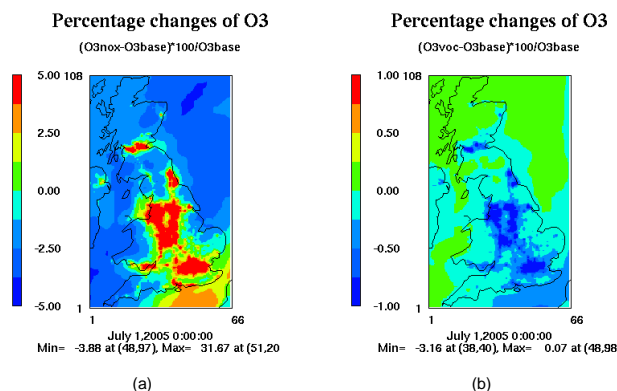 Percentage changes of O3
(O3nox-O3base)*100/O3base
5.00
2.50
0.00
-2.50
-5.00
108
1
1
66
July 1,2005 0:00:00
Min= -3.88 at (48,97), Max= 31.67 at (51,20
(a)
Percentage changes of O3
(O3voc-O3base)*100/O3base
1.00
0.50
0.00
-0.50
-1.00
108
1
1
66
July 1,2005 0:00:00
Min= -3.16 at (38,40), Max= 0.07 at (48,98
(b)